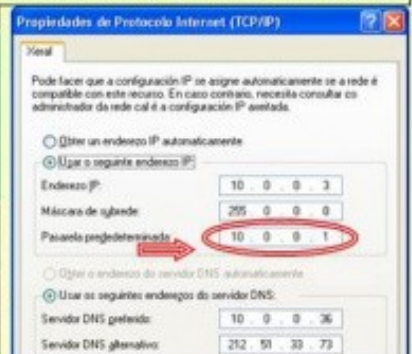 Propiedades de Protocolo Internet (TCP/IP)
Xeral
Pode facer que a configuración IP se asigne automaticamente se a rede é
compatible con este recurso. En caso contrario, necesita consultar co
administrador da rede cal é a configuración IP axeitada.
Obter un enderezo IP automaticamente
Usar o seguinte enderezo IP:
Enderezo IP: 10 . 0 . 0 . 3
Máscara de subrede: 255 . 0 . 0 . 0
Pasarela predeterminada: 10 . 0 . 0 . 1
Obter o enderezo do servidor DNS automaticamente
Usar os seguintes enderezos do servidor DNS:
Servidor DNS preferido: 10 . 0 . 0 . 36
Servidor DNS alternativo: 212 . 51 . 33 . 73